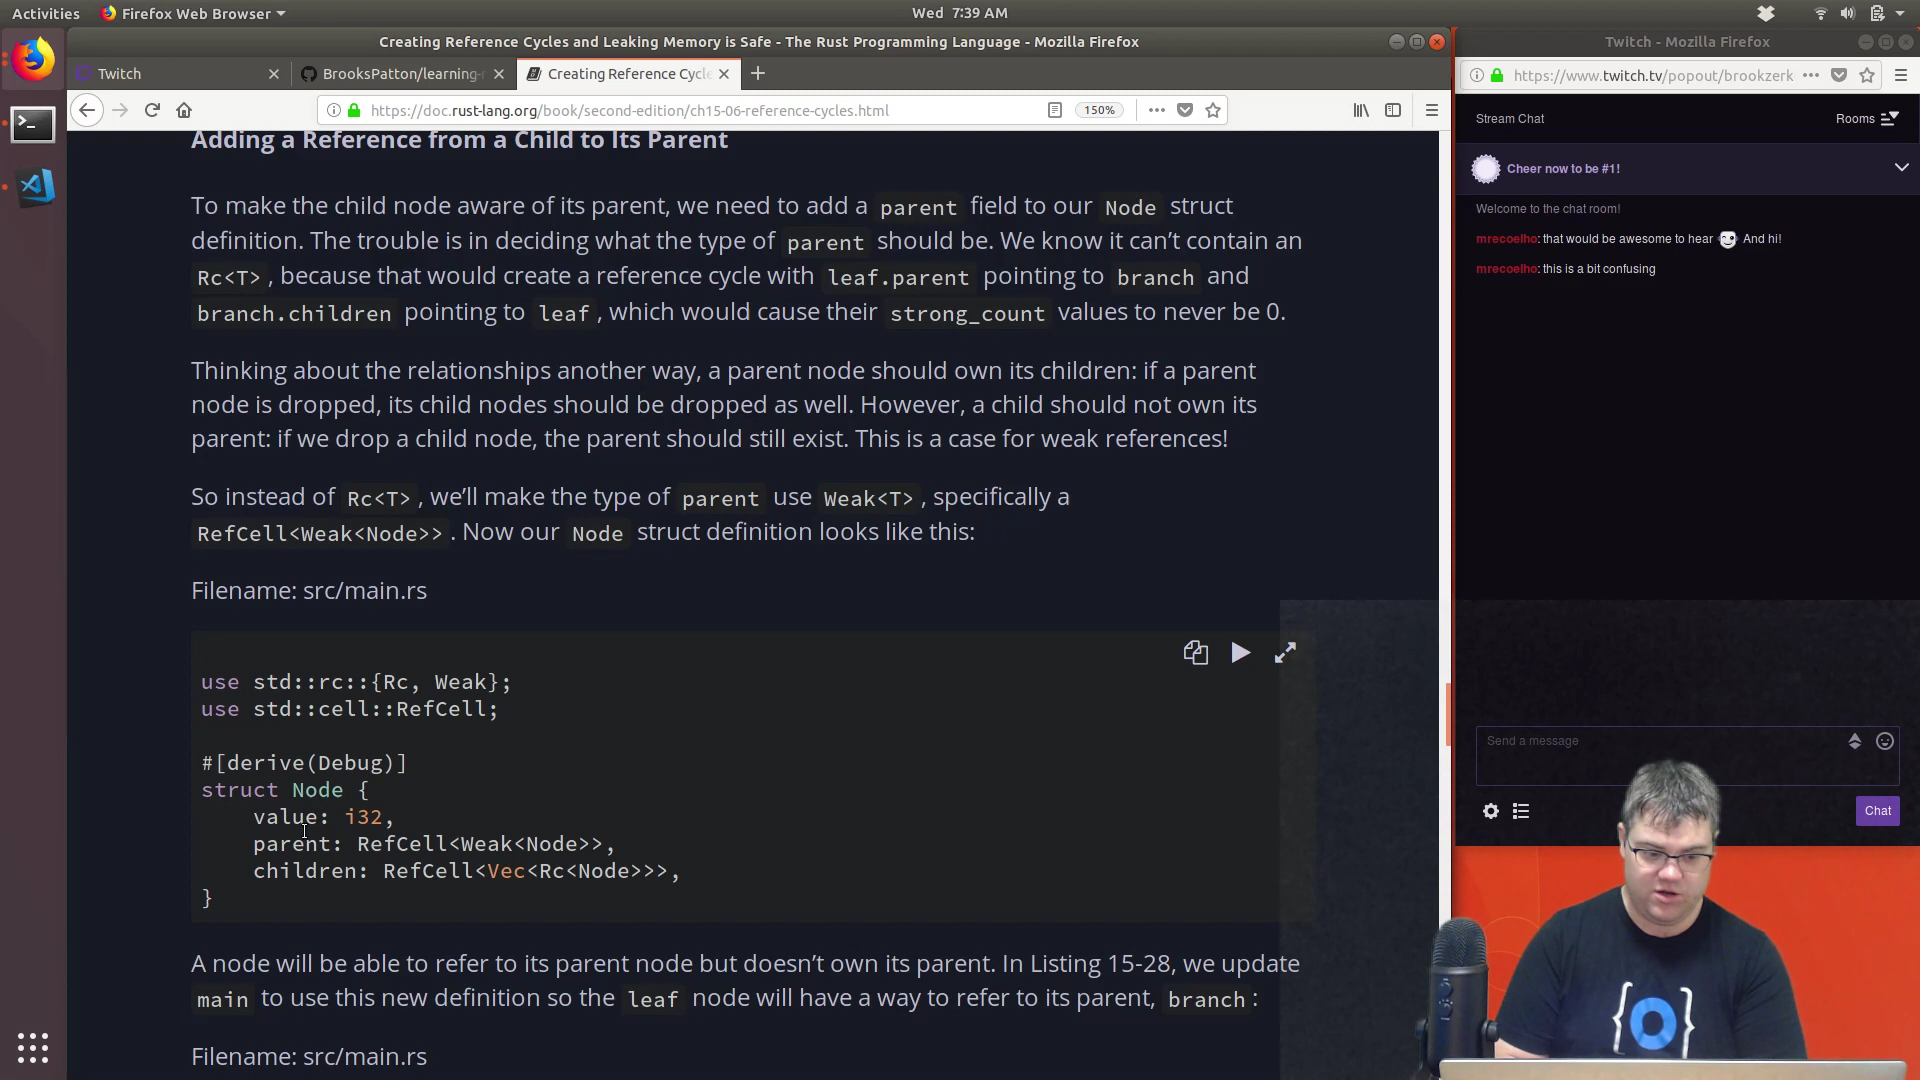 Activities
Firefox Web Browser
Wed 7:39 AM
Creating Reference Cycles and Leaking Memory is Safe - The Rust Programming Language - Mozilla Firefox
Twitch - Mozilla Firefox
Twitch
BrooksPatton/learning-
Creating Reference Cycl
https://www.twitch.tv/popout/brookzerk
https://doc.rust-lang.org/book/second-edition/ch15-06-reference-cycles.html
150%
Stream Chat
Rooms
Cheer now to be #1!
Welcome to the chat room!
mrecoelho: that would be awesome to hear And hi!
mrecoelho: this is a bit confusing
Send a message
Chat
Adding a Reference from a Child to Its Parent
To make the child node aware of its parent, we need to add a parent field to our Node struct
definition. The trouble is in deciding what the type of parent should be. We know it can’t contain an
Rc<T>, because that would create a reference cycle with leaf.parent pointing to branch and
branch.children pointing to leaf, which would cause their strong_count values to never be 0.
Thinking about the relationships another way, a parent node should own its children: if a parent
node is dropped, its child nodes should be dropped as well. However, a child should not own its
parent: if we drop a child node, the parent should still exist. This is a case for weak references!
So instead of Rc<T>, we’ll make the type of parent use Weak<T>, specifically a
RefCell<Weak<Node>>. Now our Node struct definition looks like this:
Filename: src/main.rs
use std::rc::{Rc, Weak};
use std::cell::RefCell;
#[derive(Debug)]
struct Node {
value: i32,
parent: RefCell<Weak<Node>>,
children: RefCell<Vec<Rc<Node>>>,
}
A node will be able to refer to its parent node but doesn’t own its parent. In Listing 15-28, we update
main to use this new definition so the leaf node will have a way to refer to its parent, branch:
Filename: src/main.rs